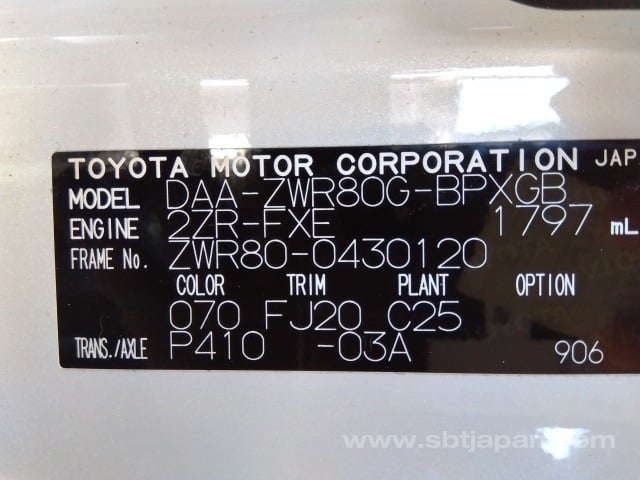 TOYOTA MOTOR CORPORATION JAP
MODEL DAA-ZWR80G-BPXGB
ENGINE 2ZR-FXE 1797 mL
FRAME No. ZWR80-0430120
COLOR TRIM PLANT OPTION
070 FJ20 C25
TRANS./AXLE P410 -03A 906
www.sbtjapan.com